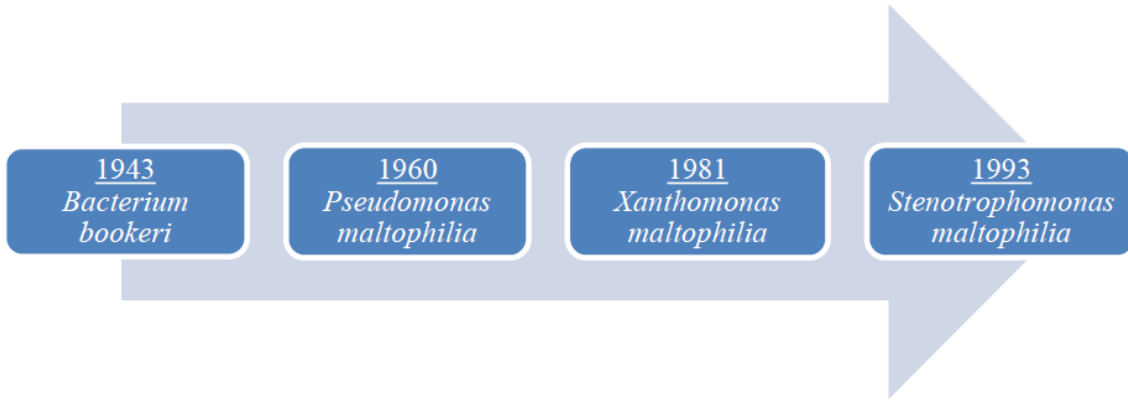 1943
Bacterium
bookeri
1960
Pseudomonas
maltophilia
1981
Xanthomonas
maltophilia
1993
Stenotrophomonas
maltophilia